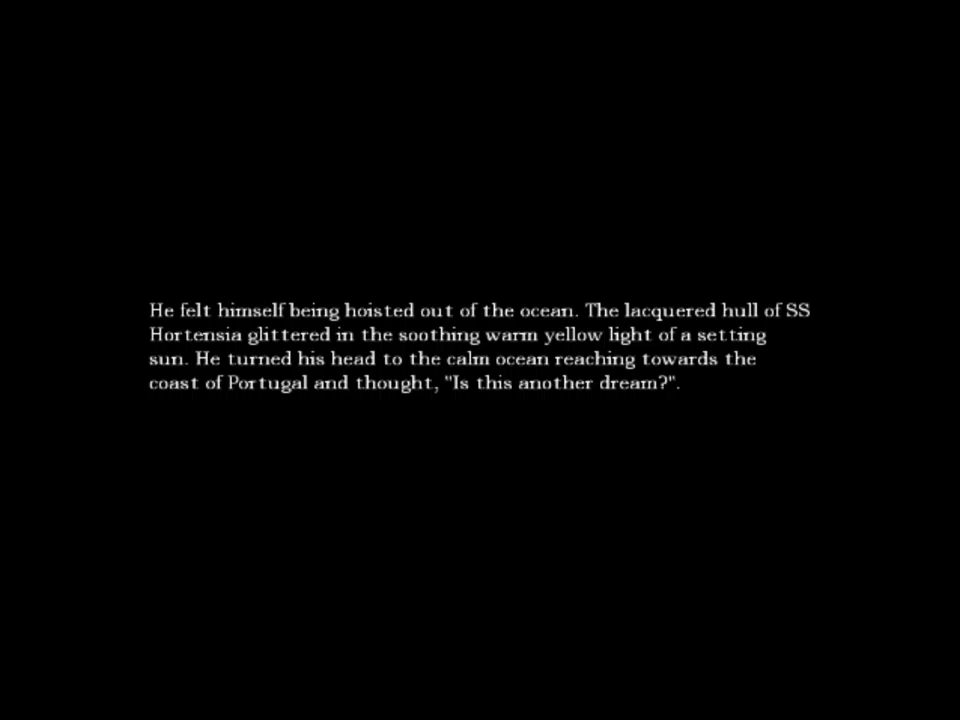 He felt himself being hoisted out of the ocean. The lacquered hull of SS
Hortensia glittered in the soothing warm yellow light of a setting
sun. He turned his head to the calm ocean reaching towards the
coast of Portugal and thought, "Is this another dream?".